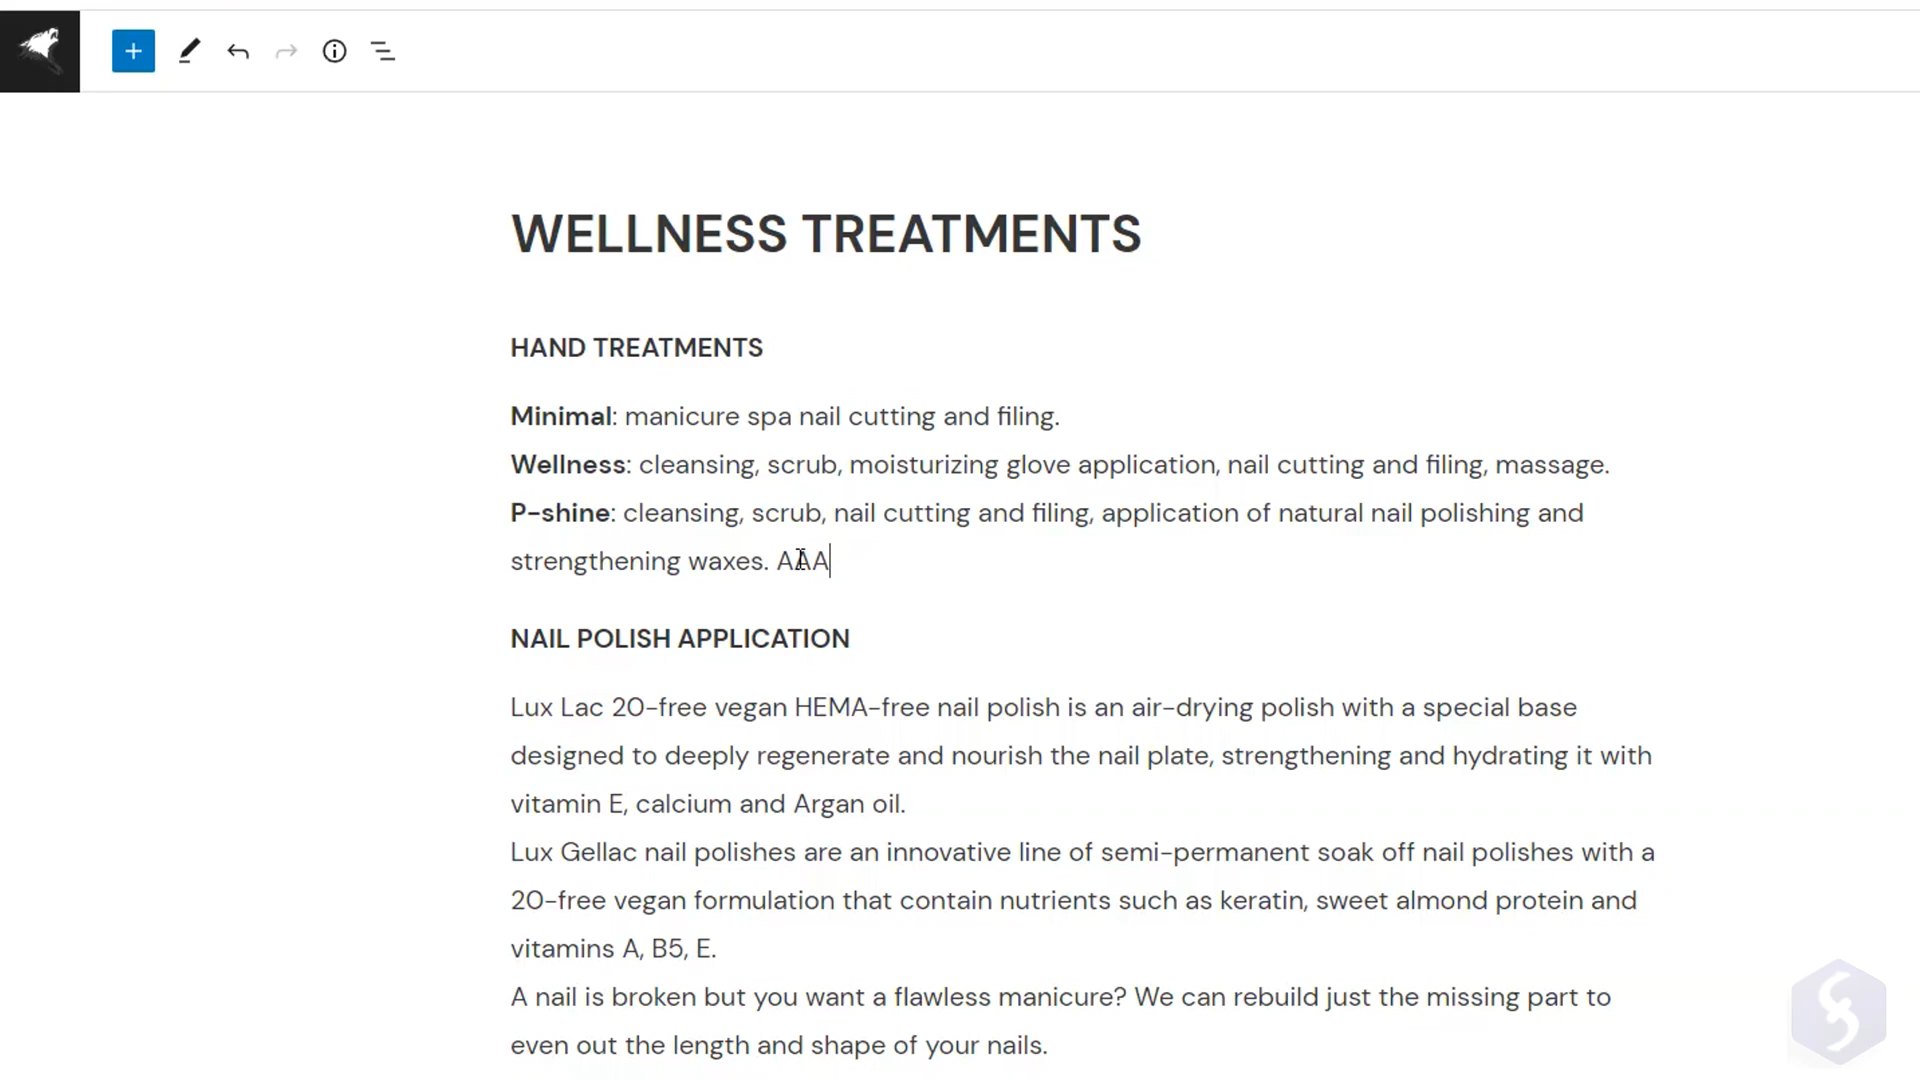 WELLNESS TREATMENTS
HAND TREATMENTS
Minimal: manicure spa nail cutting and filing.
Wellness: cleansing, scrub, moisturizing glove application, nail cutting and filing, massage.
P-shine: cleansing, scrub, nail cutting and filing, application of natural nail polishing and
strengthening waxes. AAA
NAIL POLISH APPLICATION
Lux Lac 20-free vegan HEMA-free nail polish is an air-drying polish with a special base
designed to deeply regenerate and nourish the nail plate, strengthening and hydrating it with
vitamin E, calcium and Argan oil.
Lux Gellac nail polishes are an innovative line of semi-permanent soak off nail polishes with a
20-free vegan formulation that contain nutrients such as keratin, sweet almond protein and
vitamins A, B5, E.
A nail is broken but you want a flawless manicure? We can rebuild just the missing part to
even out the length and shape of your nails.